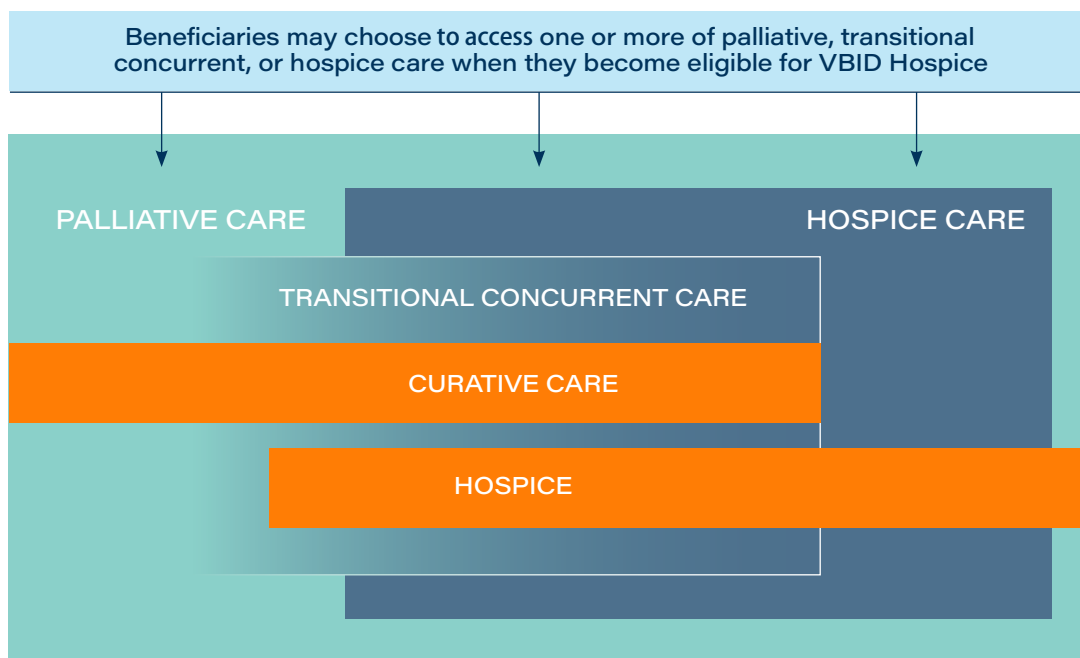 Beneficiaries may choose to access one or more of palliative, transitional
concurrent, or hospice care when they become eligible for VBID Hospice
PALLIATIVE CARE
HOSPICE CARE
TRANSITIONAL CONCURRENT CARE
CURATIVE CARE
HOSPICE